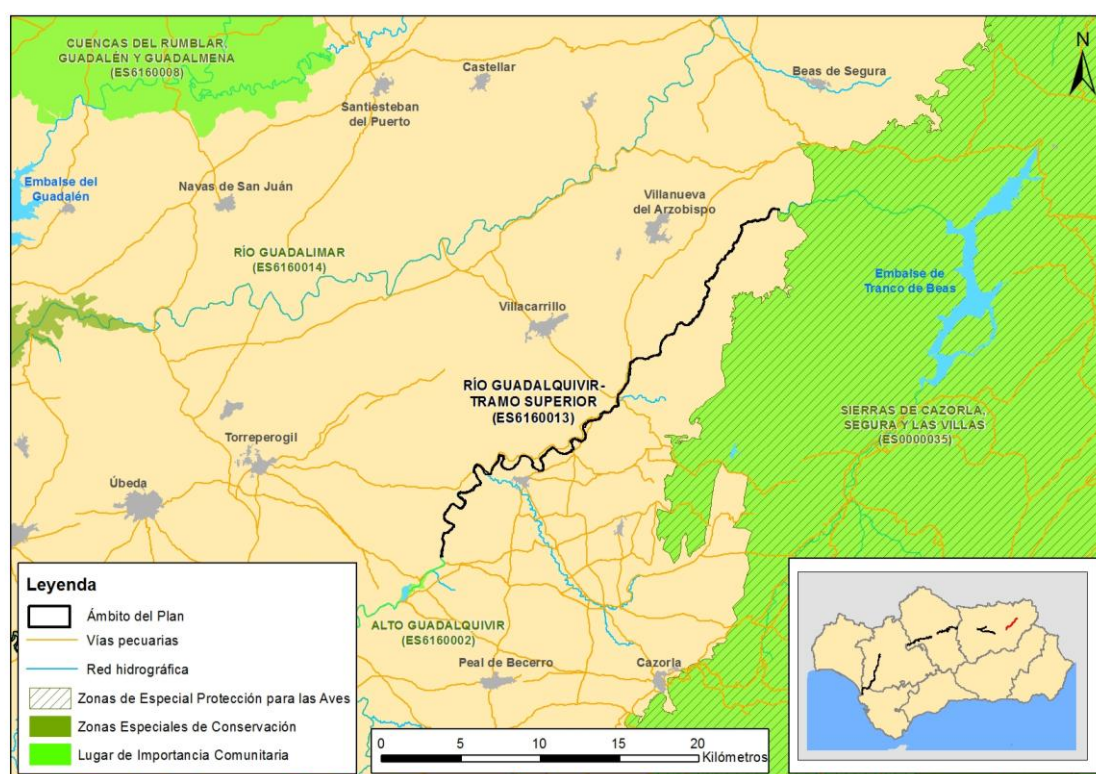 CUENCAS DEL RUMBLAR,
GUADALÉN Y GUADALMENA
(ES6160008)
Castellar
Santiesteban
del Puerto
Beas de Segura
N
Embalse del
Guadalén
Navas de San Juán
Villanueva
del Arzobispo
RÍO GUADALIMAR
(ES6160014)
Embalse de
Tranco de Beas
Villacarrillo
RÍO GUADALQUIVIR-
TRAMO SUPERIOR
(ES6160013)
SIERRAS DE CAZORLA,
SEGURA Y LAS VILLAS
(ES0000035)
Torreperogil
Úbeda
ALTO GUADALQUIVIR
(ES6160002)
Peal de Becerro
Cazorla
Leyenda
Ámbito del Plan
Vías pecuarias
Red hidrográfica
Zonas de Especial Protección para las Aves
Zonas Especiales de Conservación
Lugar de Importancia Comunitaria
0 5 10 15 20
Kilómetros